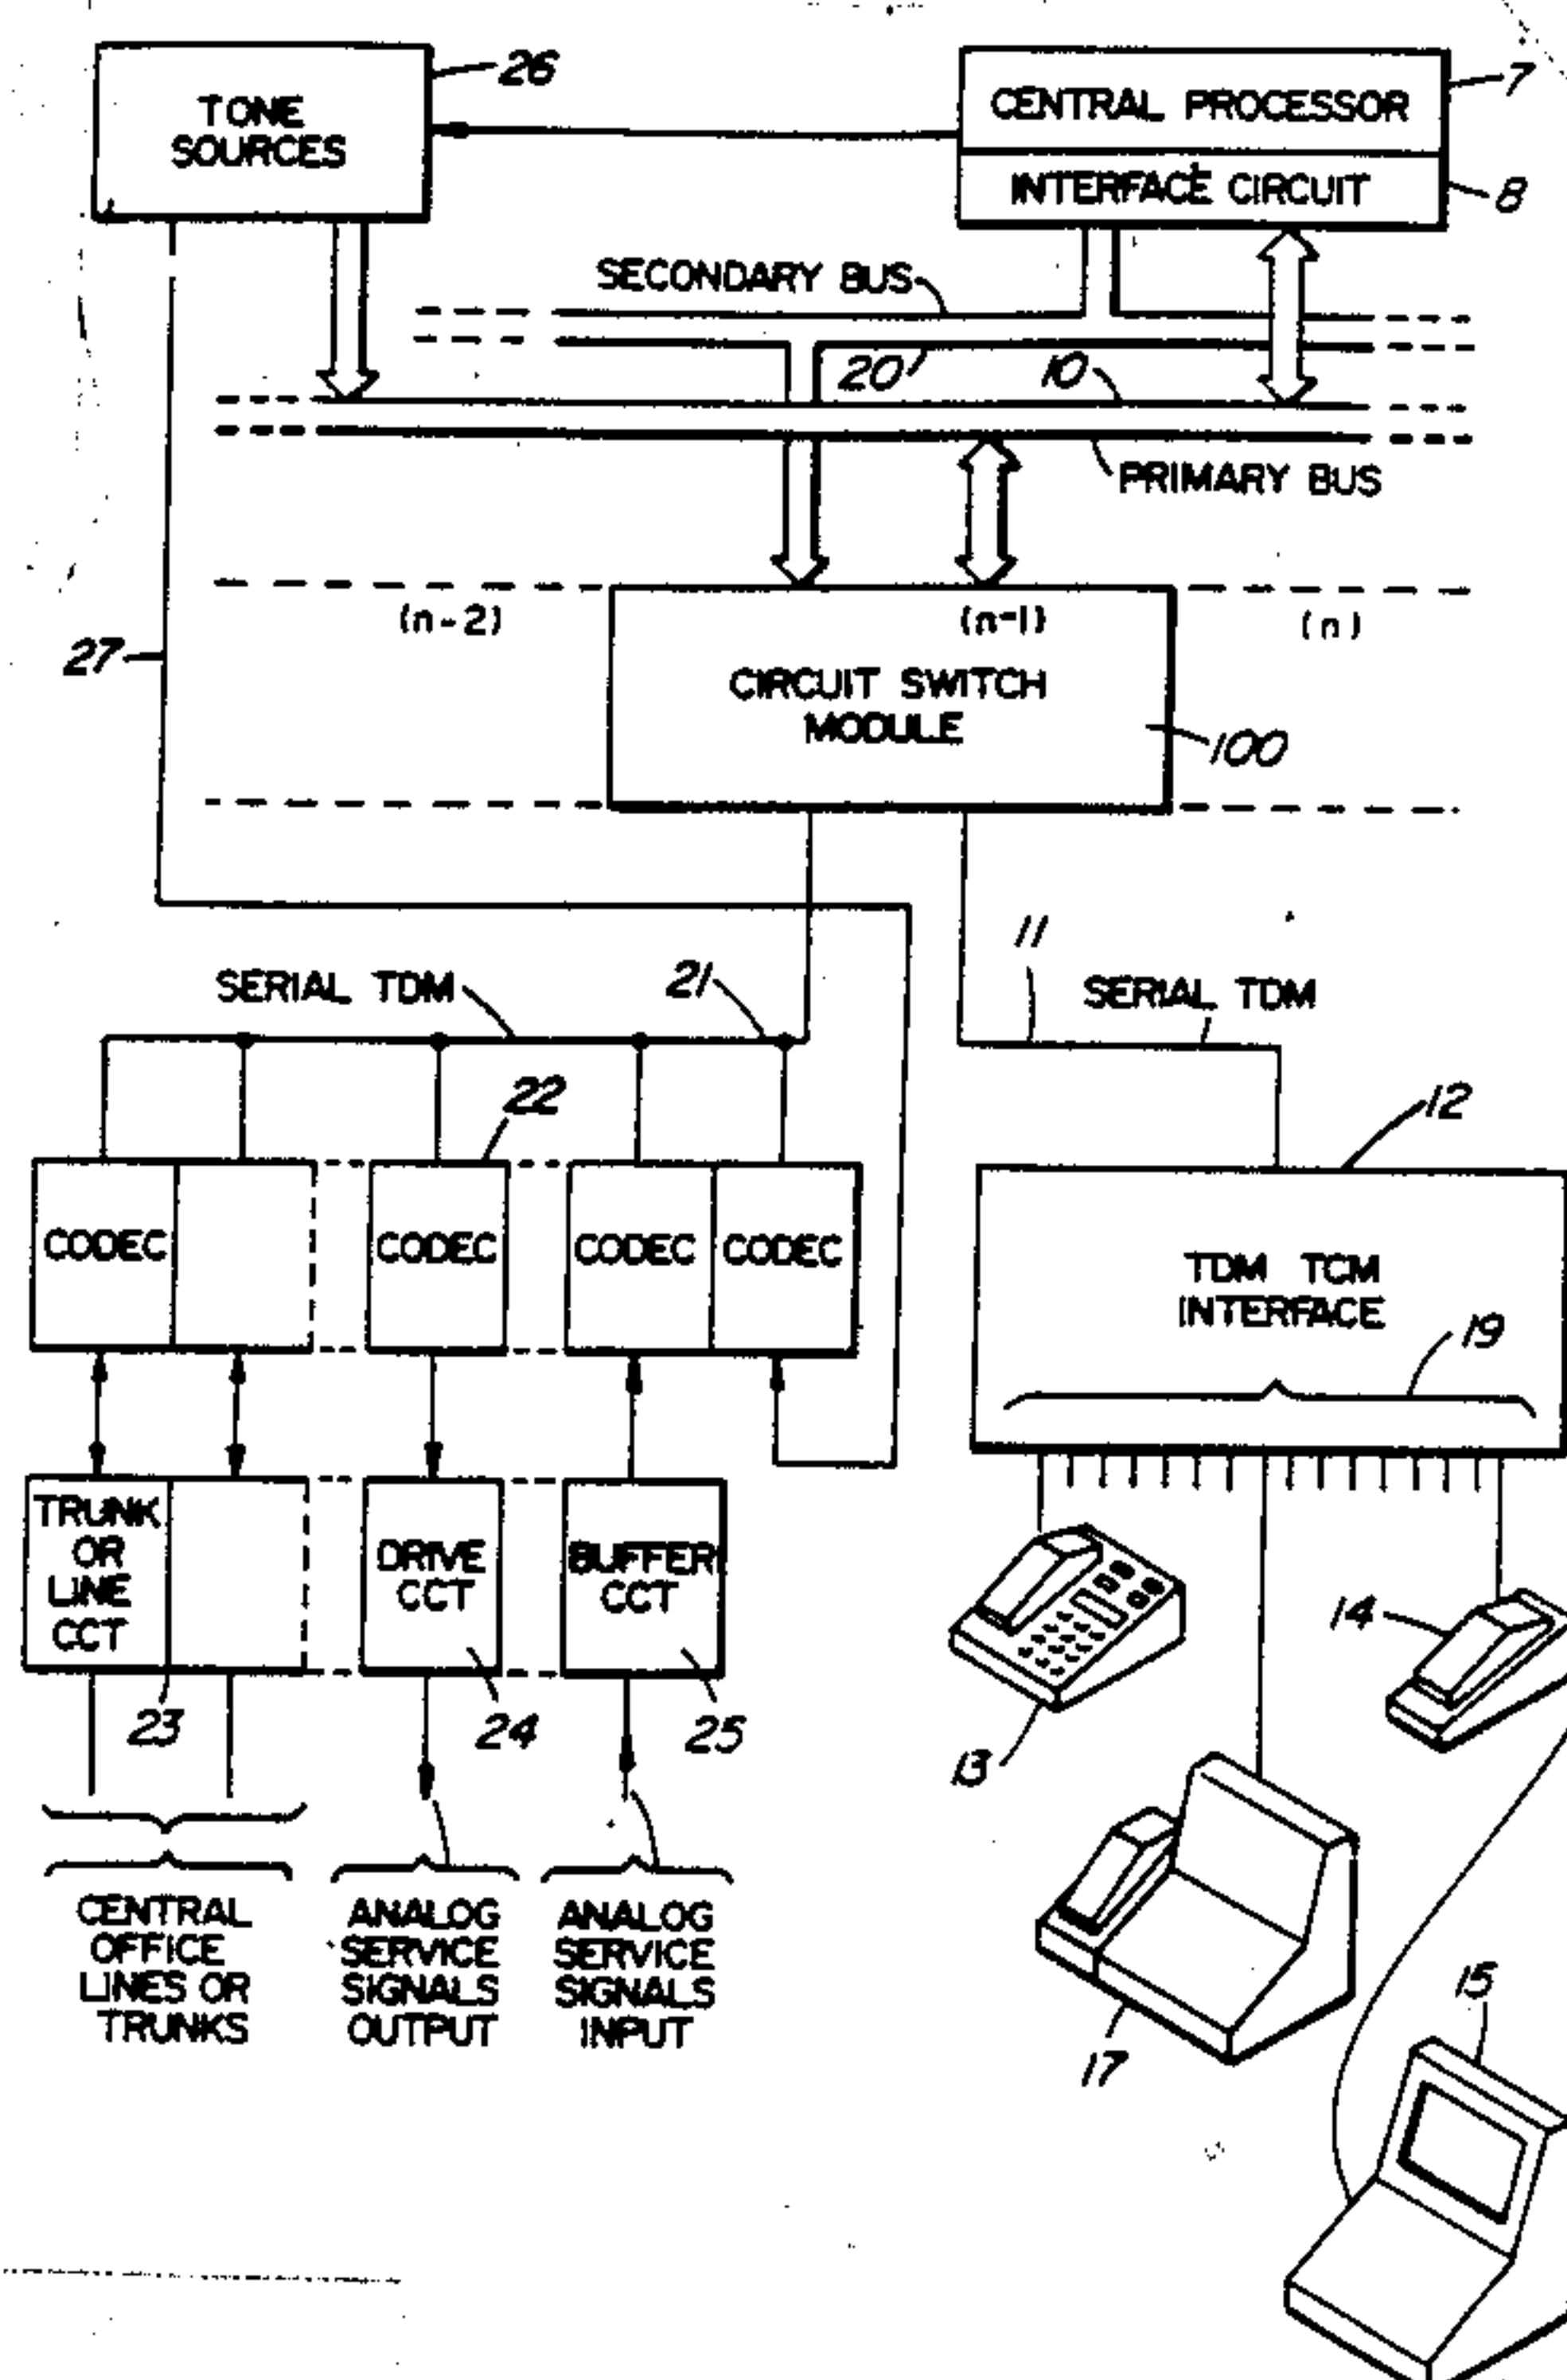 TONE
SOURCES
26
CENTRAL PROCESSOR
7
INTERFACE CIRCUIT
8
SECONDARY BUS
20
10
PRIMARY BUS
(n-2)
(n-1)
(n)
27
CIRCUIT SWITCH
MODULE
100
SERIAL TDM
21
11
SERIAL TDM
22
12
CODEC
CODEC
CODEC
CODEC
TDM TCM
INTERFACE
19
TRUNK
OR
LINE
CCT
DRIVE
CCT
BUFFER
CCT
23
24
25
13
14
CENTRAL
OFFICE
LINES OR
TRUNKS
ANALOG
SERVICE
SIGNALS
OUTPUT
ANALOG
SERVICE
SIGNALS
INPUT
17
15